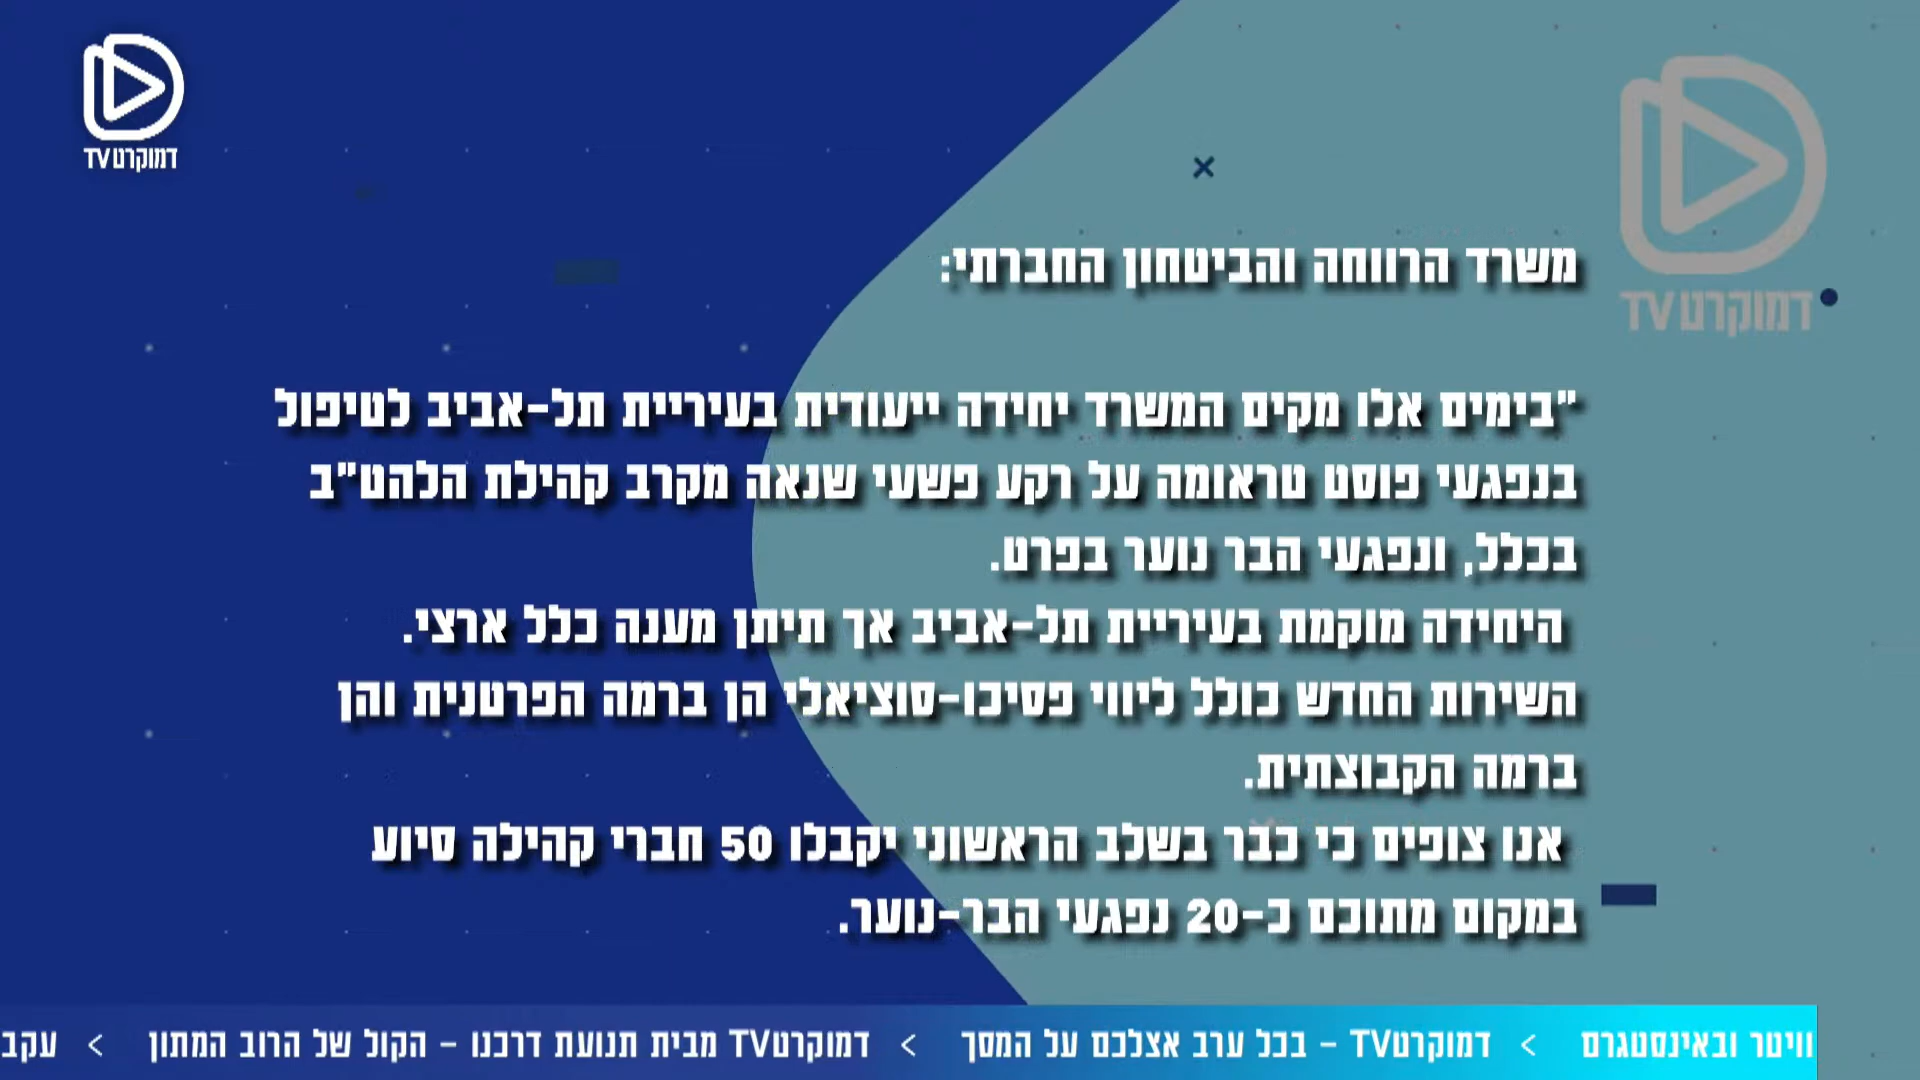 דמוקרטTV
דמוקרטTV
משרד הרווחה והביטחון החברתי:
"בימים אלו מקים המשרד יחידה ייעודית בעיריית תל-אביב לטיפול
בנפגעי פוסט טראומה על רקע פשעי שנאה מקרב קהילת הלהט"ב
בכלל, ונפגעי הבר נוער בפרט.
היחידה מוקמת בעיריית תל-אביב אך תיתן מענה כלל ארצי.
השירות החדש כולל ליווי פסיכו-סוציאלי הן ברמה הפרטנית והן
ברמה הקבוצתית.
אנו צופים כי כבר בשלב הראשוני יקבלו 50 חברי קהילה סיוע
במקום מתוכם כ-20 נפגעי הבר-נוער.
וויטר ובאינסטגרם > דמוקרטTV - בכל ערב אצלכם על המסך > דמוקרטTV מבית תנועת דרכנו - הקול של הרוב המתון > עקב